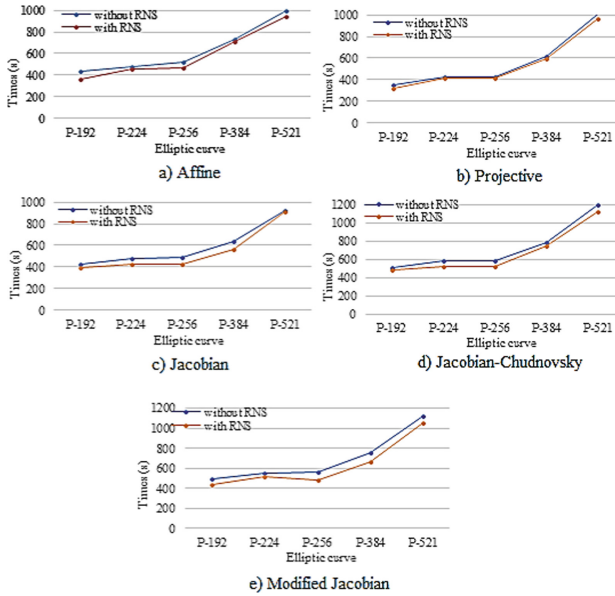 1000
800
600
400
200
0
Times (s)
without RNS
with RNS
P-192 P-224 P-256 P-384 P-521
Elliptic curve
a) Affine
1000
800
600
400
200
0
Times (s)
without RNS
with RNS
P-192 P-224 P-256 P-384 P-521
Elliptic curve
b) Projective
1000
800
600
400
200
0
Times (s)
without RNS
with RNS
P-192 P-224 P-256 P-384 P-521
Elliptic curve
c) Jacobian
1200
1000
800
600
400
200
0
Times (s)
without RNS
with RNS
P-192 P-224 P-256 P-384 P-521
Elliptic curve
d) Jacobian-Chudnovsky
1200
1000
800
600
400
200
0
Times (s)
without RNS
with RNS
P-192 P-224 P-256 P-384 P-521
Elliptic curve
e) Modified Jacobian